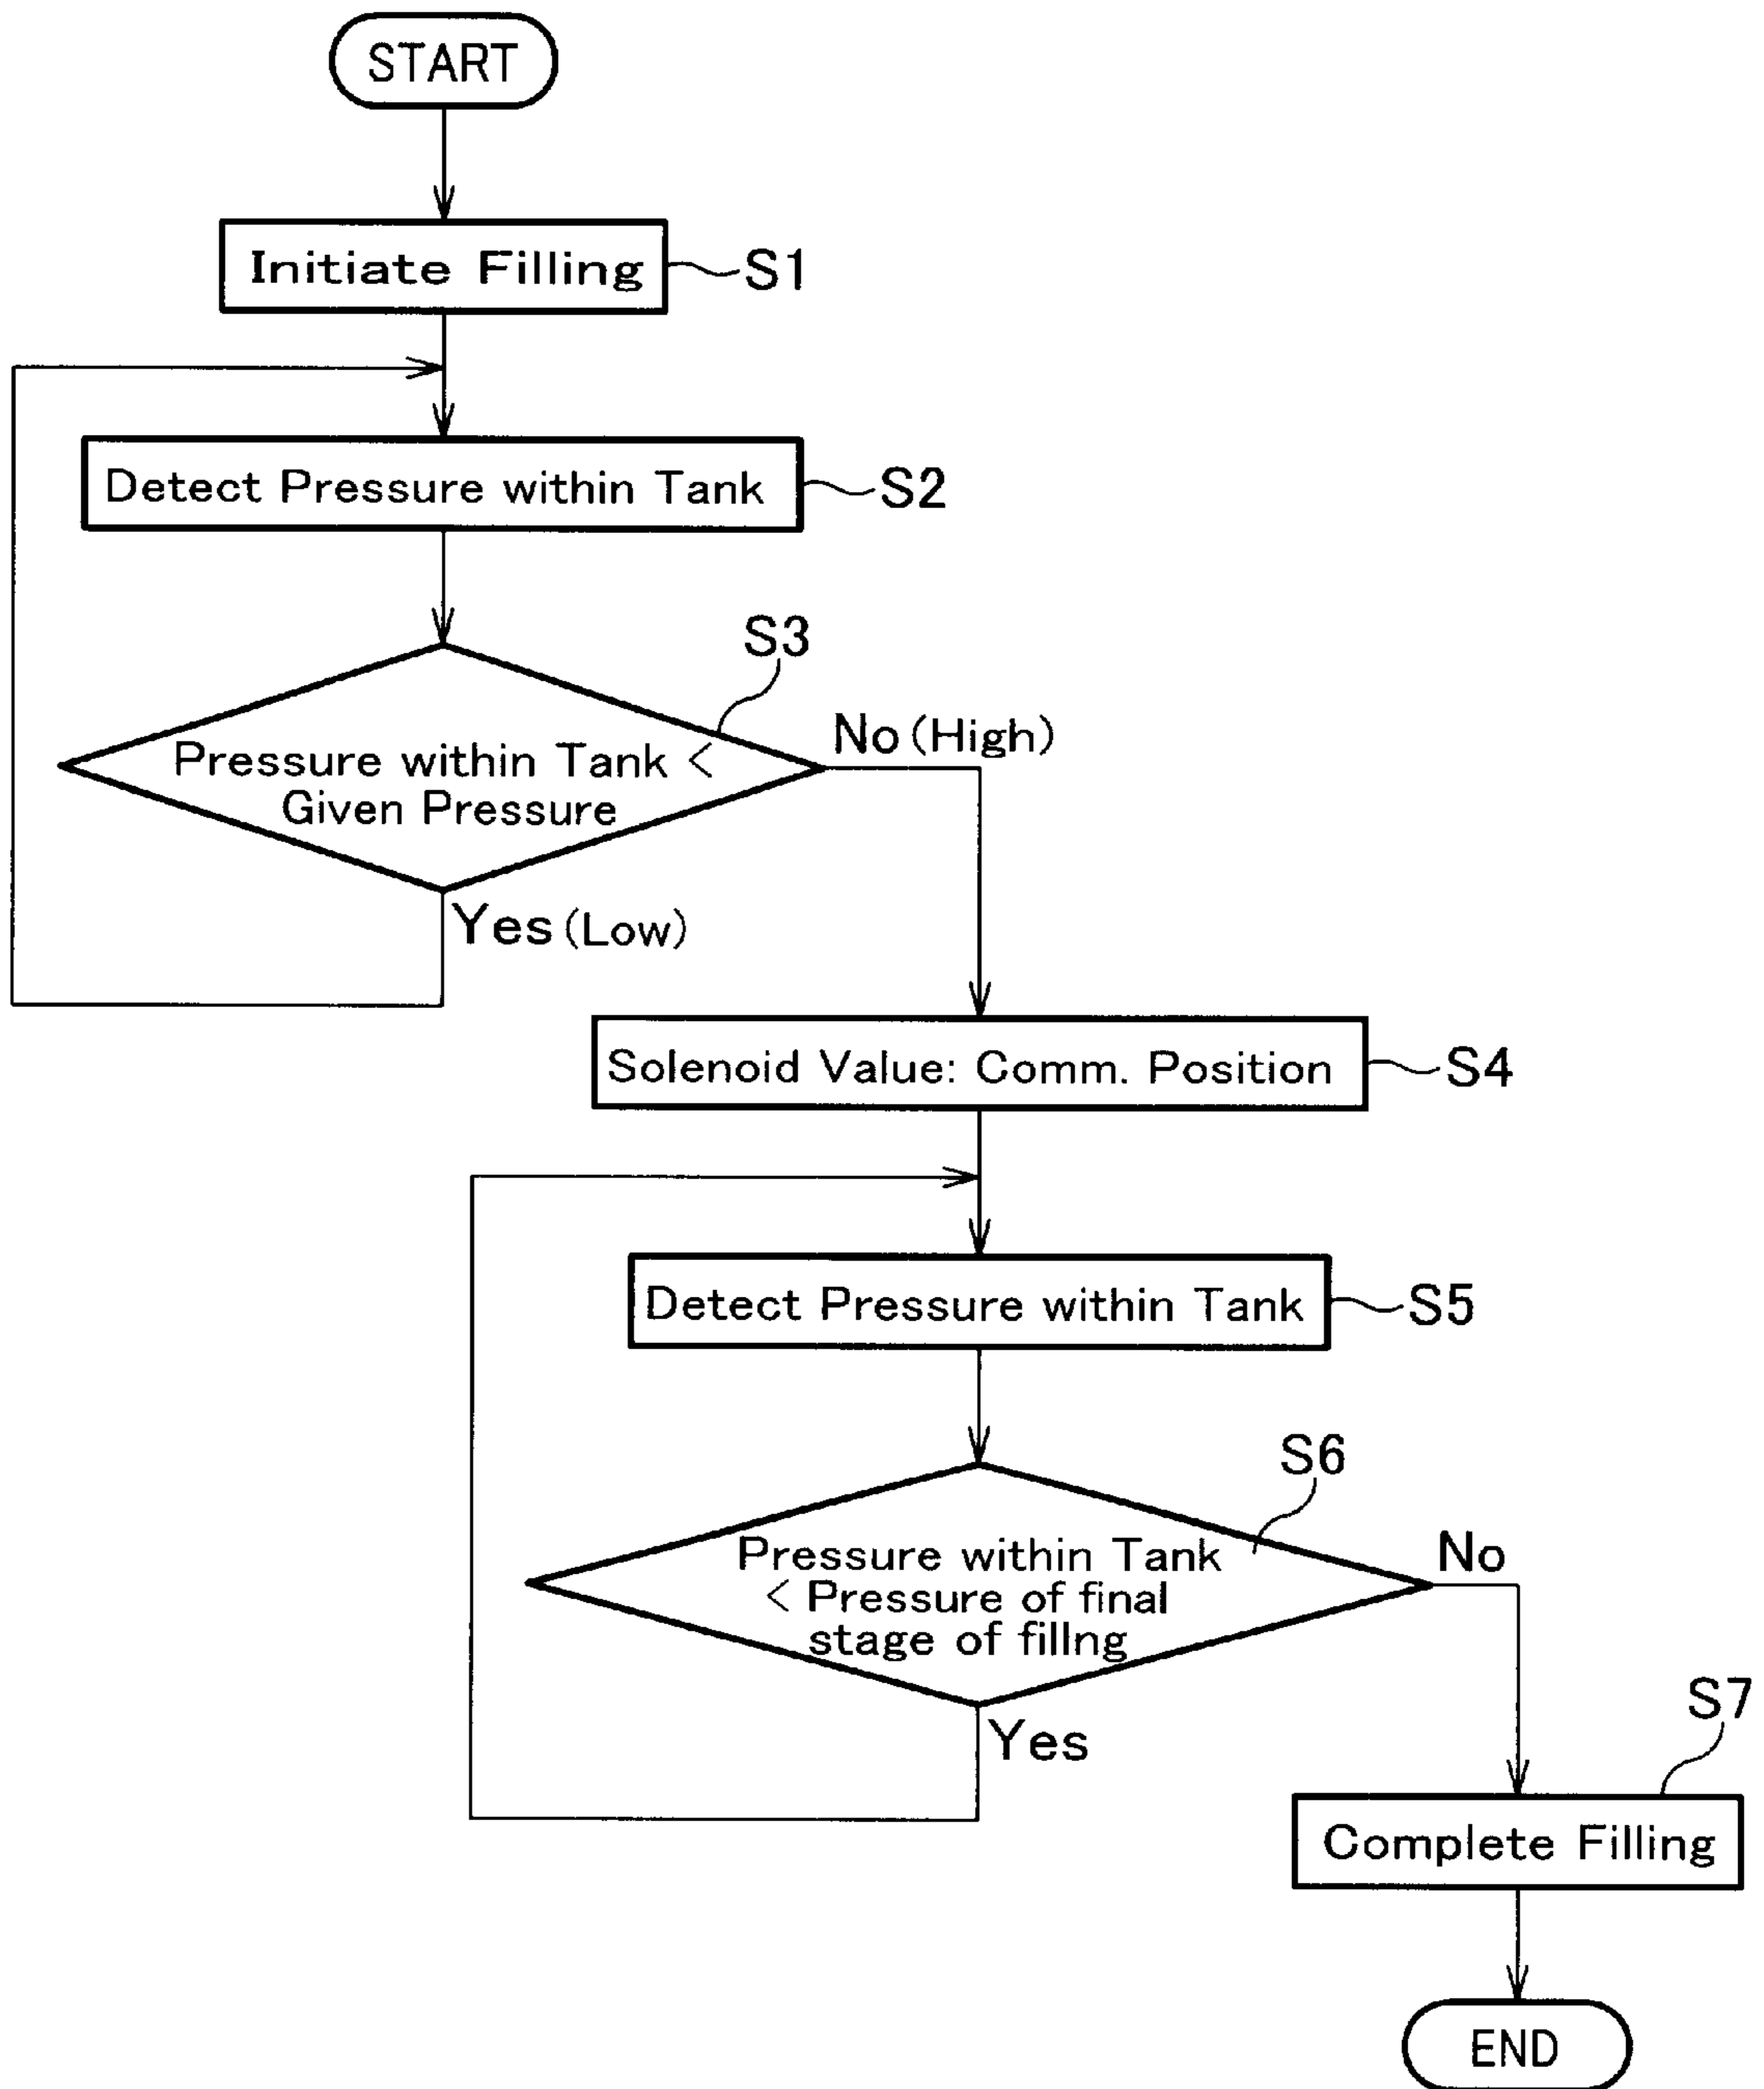 START
Initiate Filling
S1
Detect Pressure within Tank
S2
S3
Pressure within Tank <
Given Pressure
No (High)
Yes (Low)
Solenoid Value: Comm. Position
S4
Detect Pressure within Tank
S5
S6
Pressure within Tank
< Pressure of final
stage of fillng
No
Yes
S7
Complete Filling
END